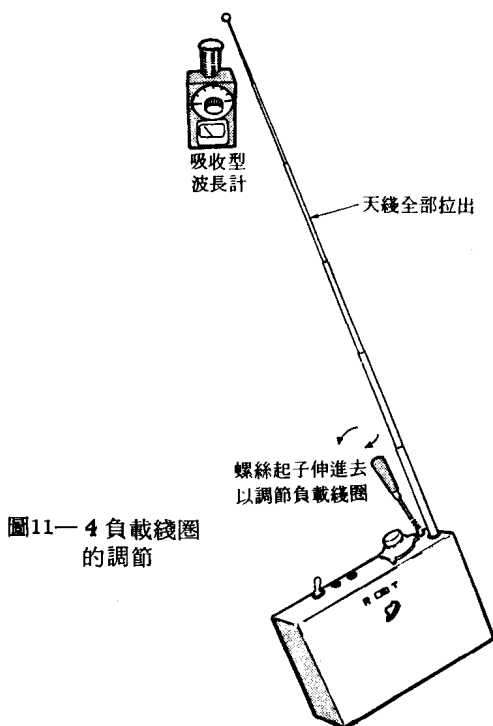 吸收型
波長計
天綫全部拉出
螺絲起子伸進去
以調節負載綫圈
圖11—4 負載綫圈
的調節
R T